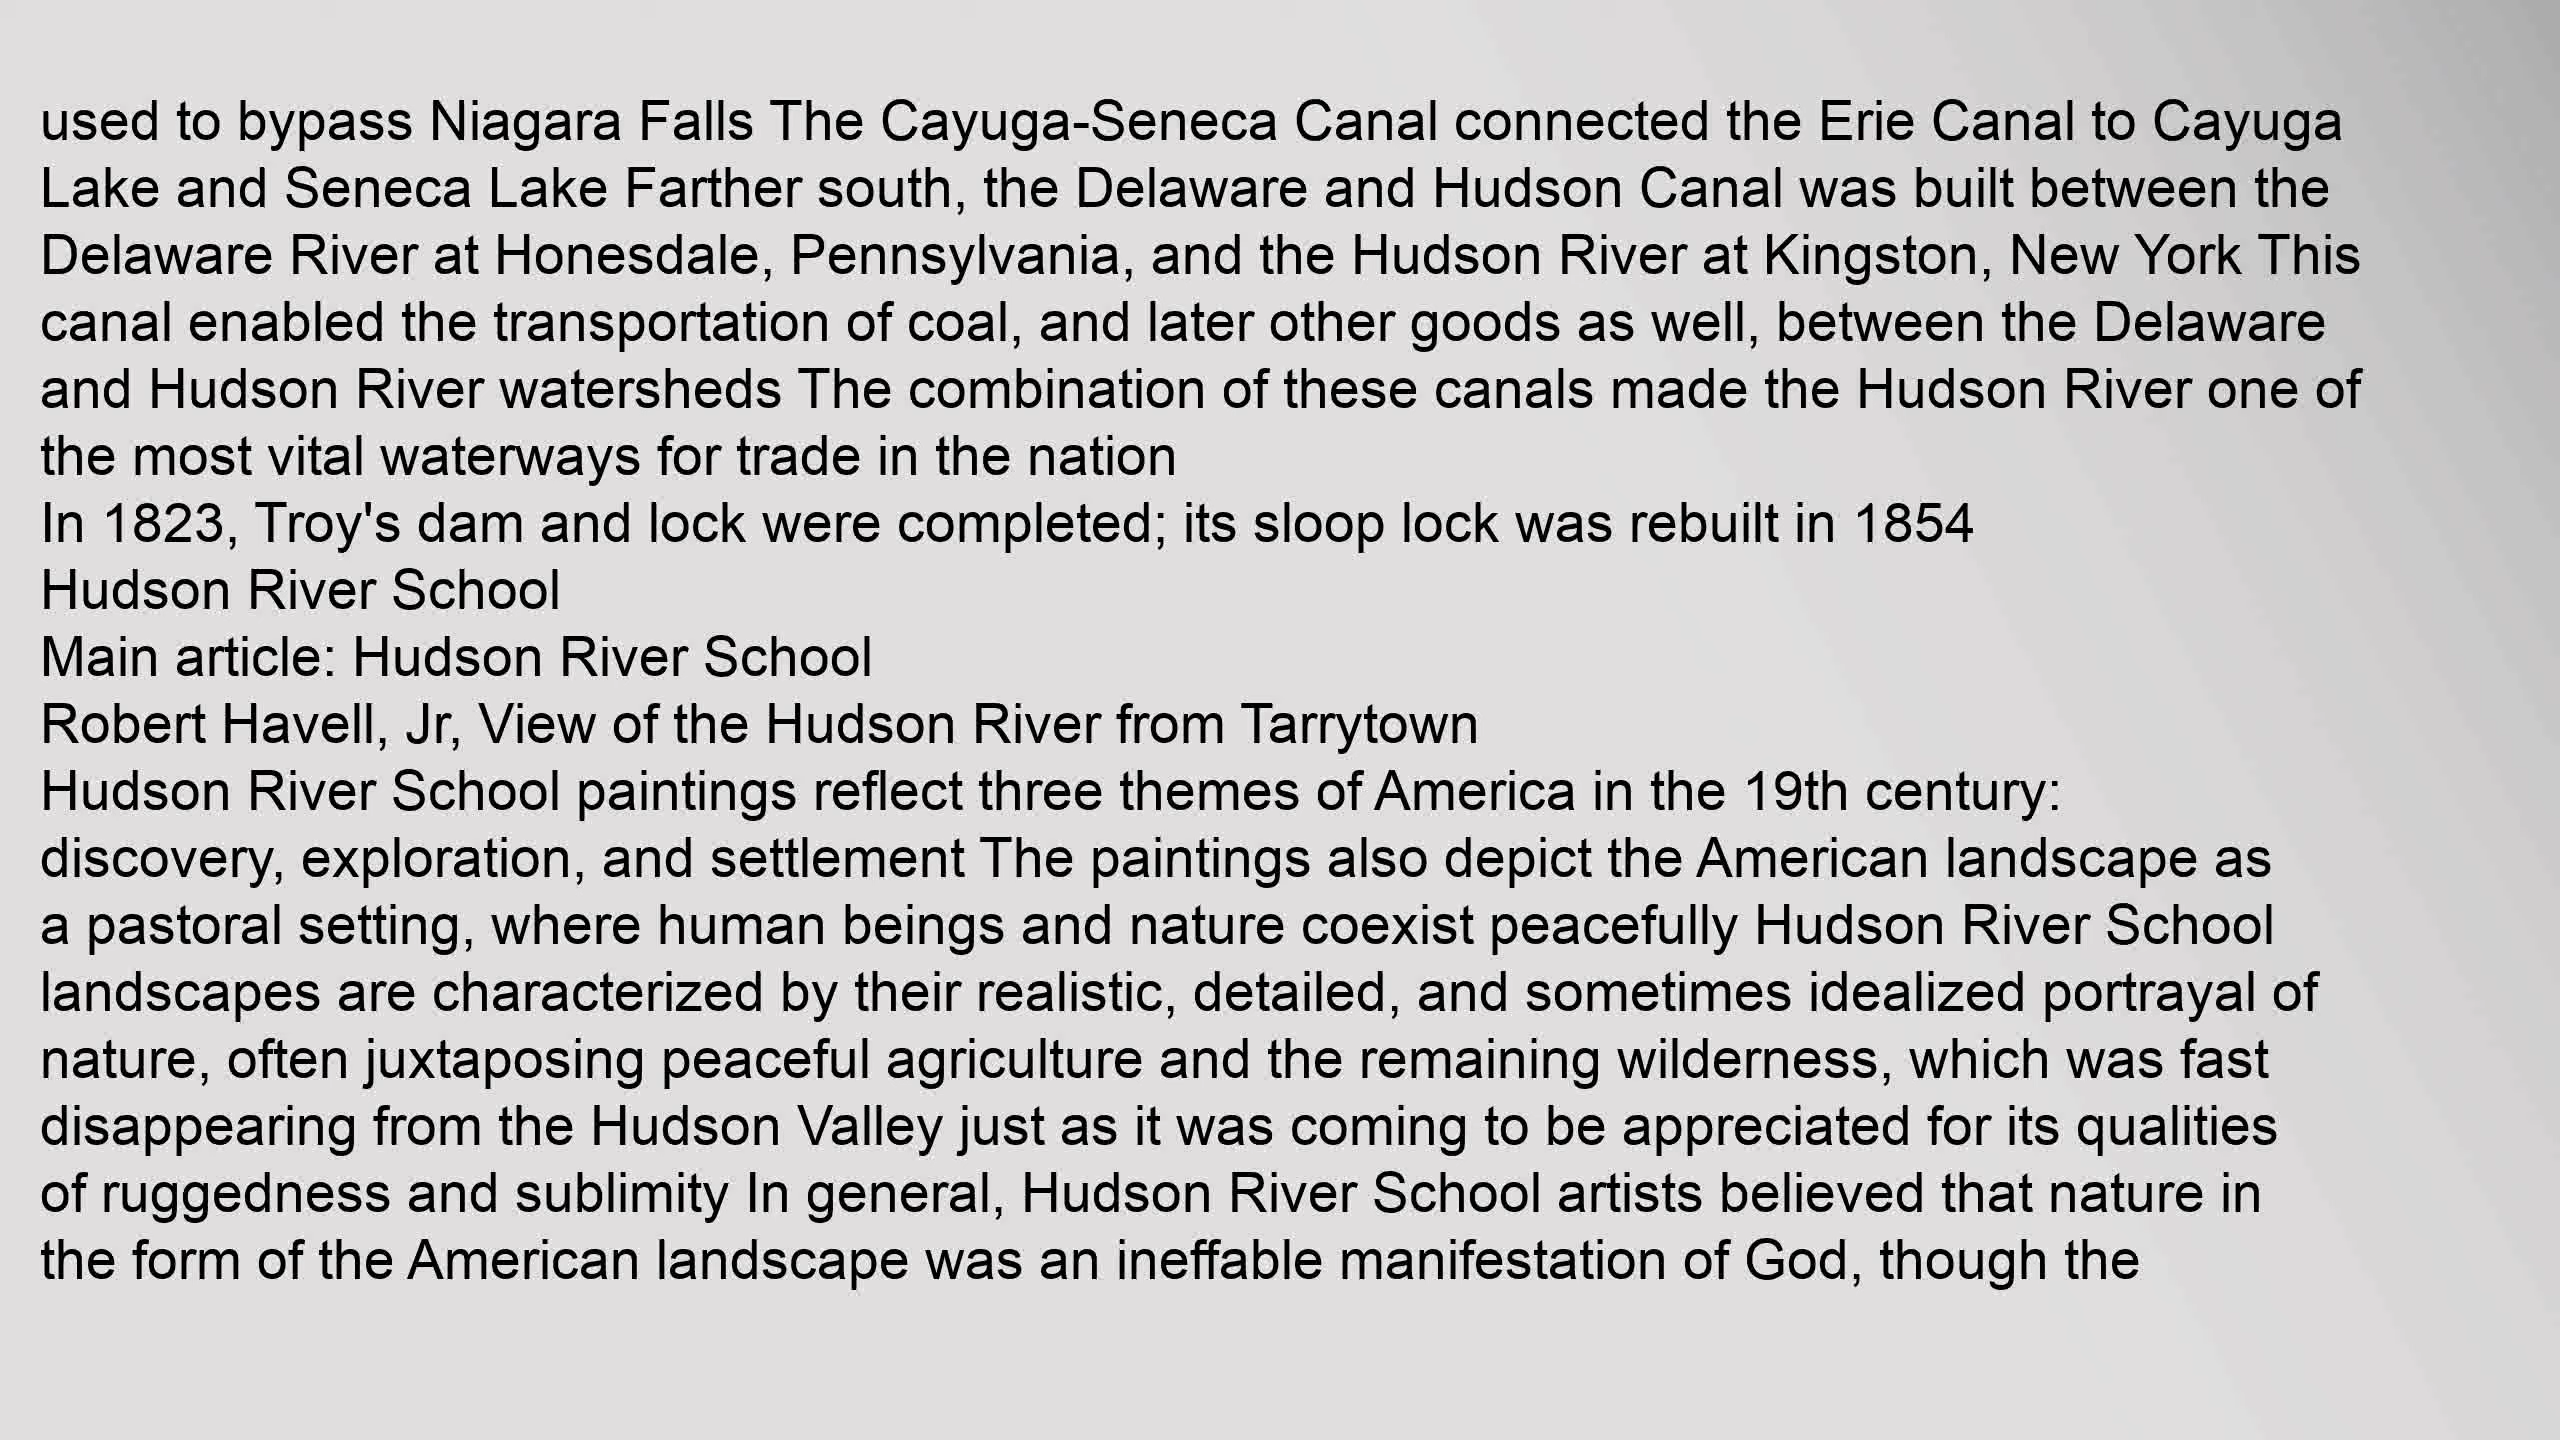 used to bypass Niagara Falls The Cayuga-Seneca Canal connected the Erie Canal to Cayuga
Lake and Seneca Lake Farther south, the Delaware and Hudson Canal was built between the
Delaware River at Honesdale, Pennsylvania, and the Hudson River at Kingston, New York This
canal enabled the transportation of coal, and later other goods as well, between the Delaware
and Hudson River watersheds The combination of these canals made the Hudson River one of
the most vital waterways for trade in the nation
In 1823, Troy's dam and lock were completed; its sloop lock was rebuilt in 1854
Hudson River School
Main article: Hudson River School
Robert Havell, Jr, View of the Hudson River from Tarrytown
Hudson River School paintings reflect three themes of America in the 19th century:
discovery, exploration, and settlement The paintings also depict the American landscape as
a pastoral setting, where human beings and nature coexist peacefully Hudson River School
landscapes are characterized by their realistic, detailed, and sometimes idealized portrayal of
nature, often juxtaposing peaceful agriculture and the remaining wilderness, which was fast
disappearing from the Hudson Valley just as it was coming to be appreciated for its qualities
of ruggedness and sublimity In general, Hudson River School artists believed that nature in
the form of the American landscape was an ineffable manifestation of God, though the